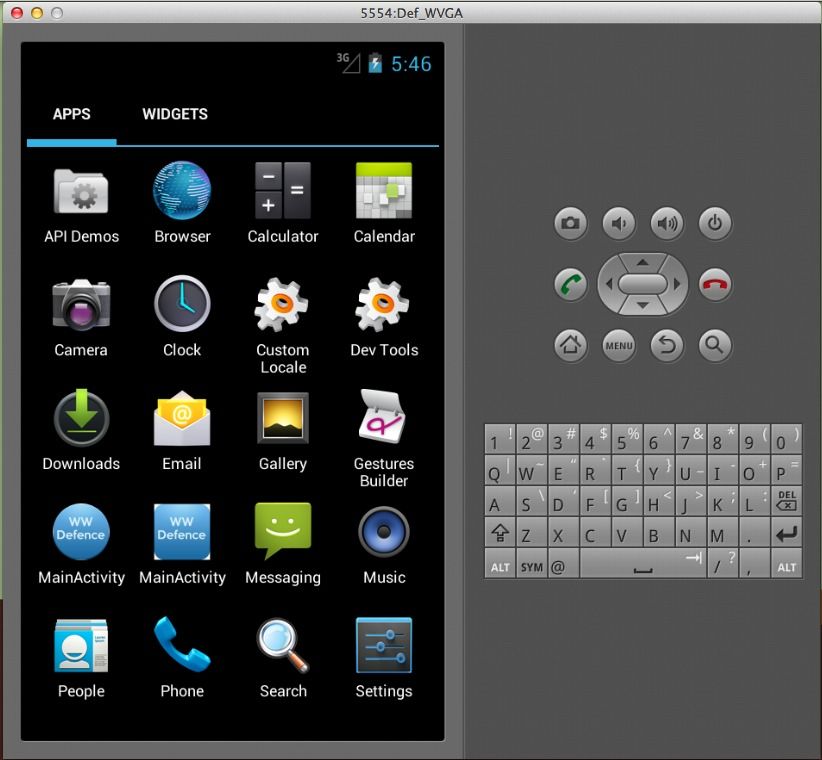 5554:Def_WVGA
3G 5:46
APPS WIDGETS
API Demos Browser Calculator Calendar
Camera Clock Custom Locale Dev Tools
Downloads Email Gallery Gestures Builder
WW Defence WW Defence
MainActivity MainActivity Messaging Music
People Phone Search Settings
MENU
1 ! 2 @ 3 # 4 $ 5 % 6 ^ 7 & 8 * 9 ( 0 )
Q | W ~ E “ R ` T { Y } U _ I - O + P =
A S \ D ‘ F [ G ] H < J > K ; L : DEL
Z X C V B N M .
ALT SYM @ / ? , ALT